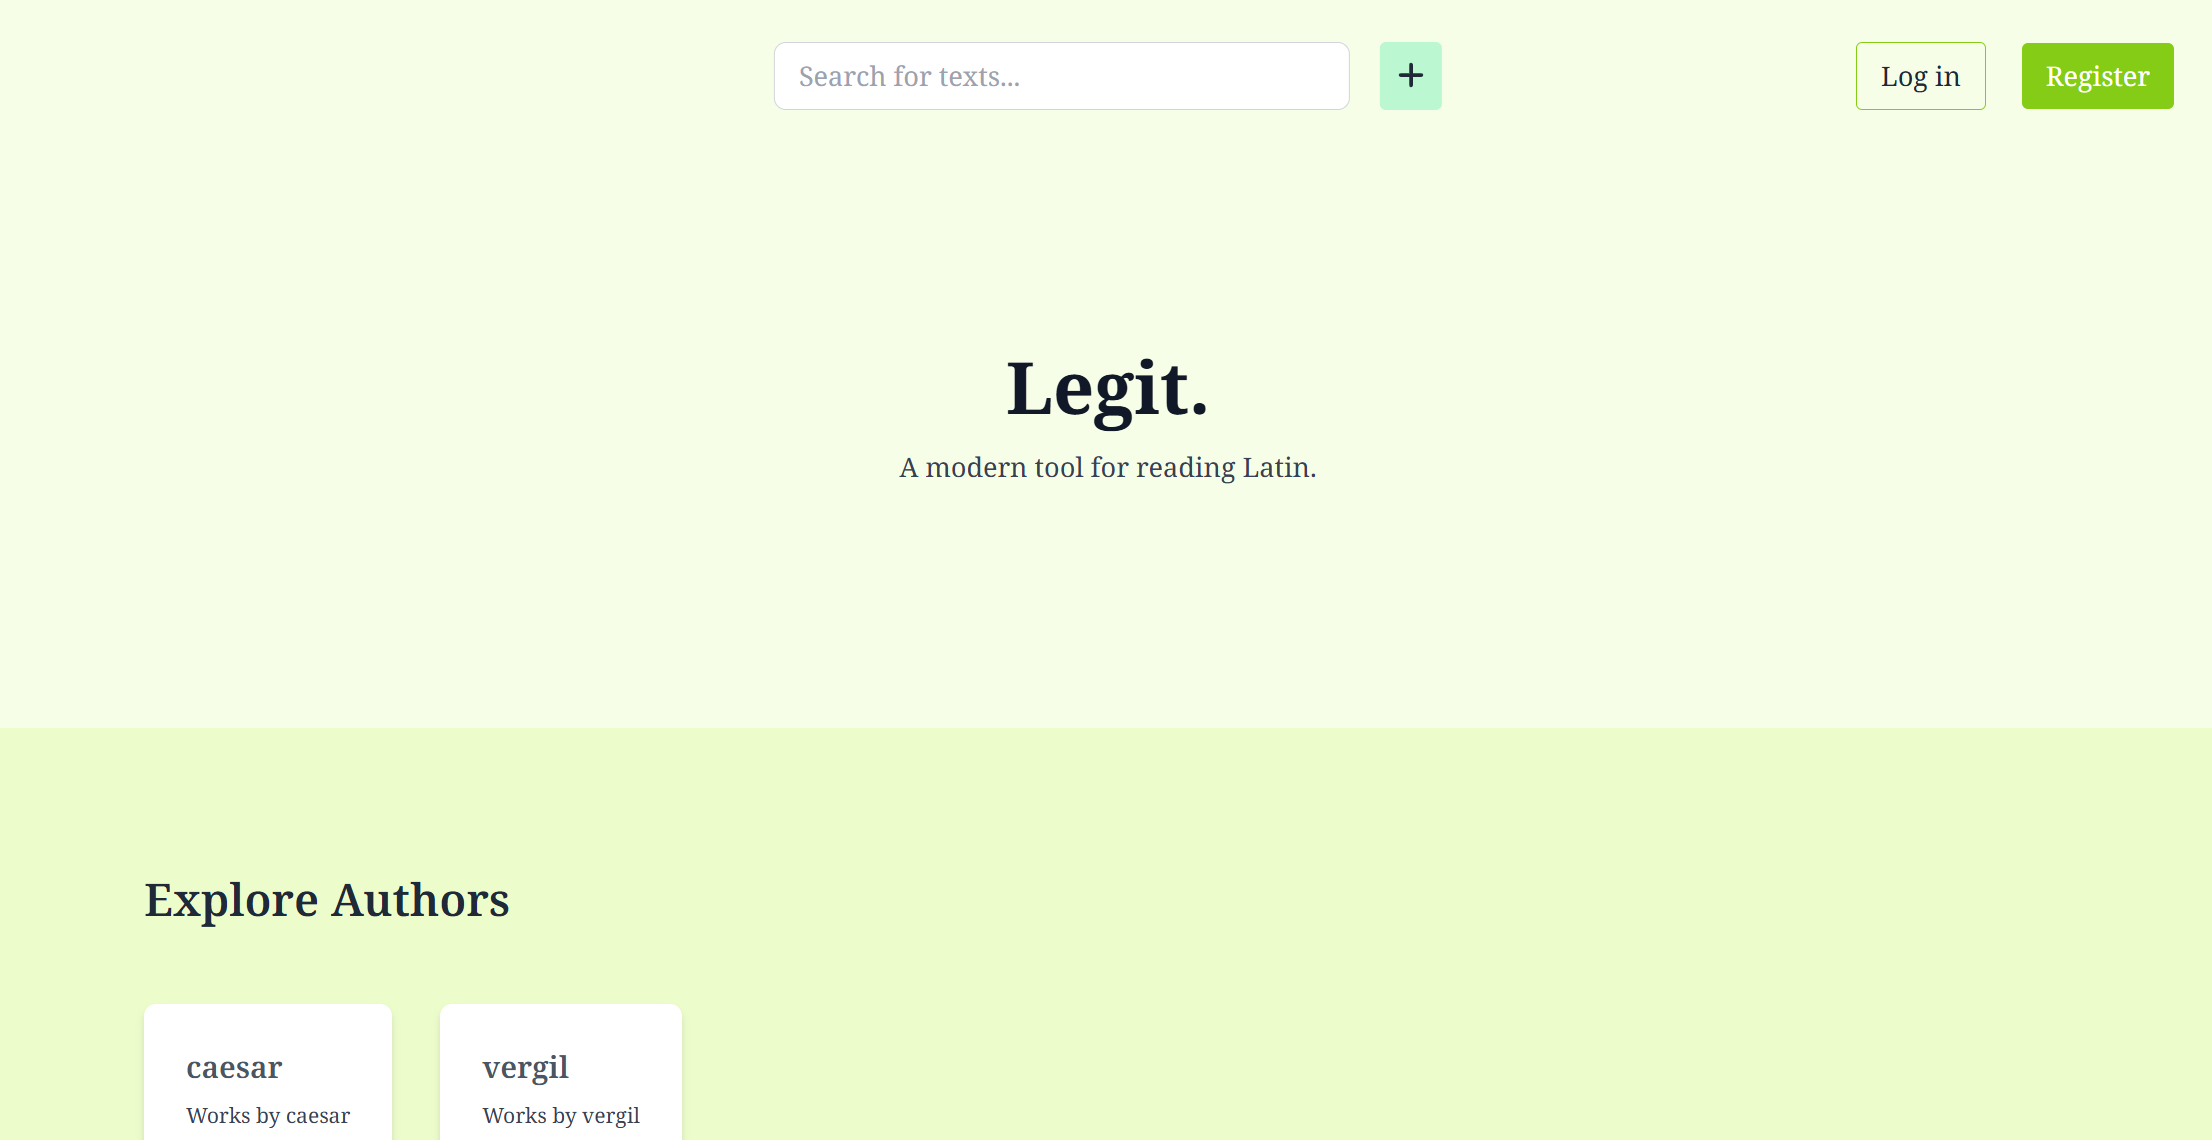 Search for texts...
+
Log in
Register
Legit.
A modern tool for reading Latin.
Explore Authors
caesar
Works by caesar
vergil
Works by vergil